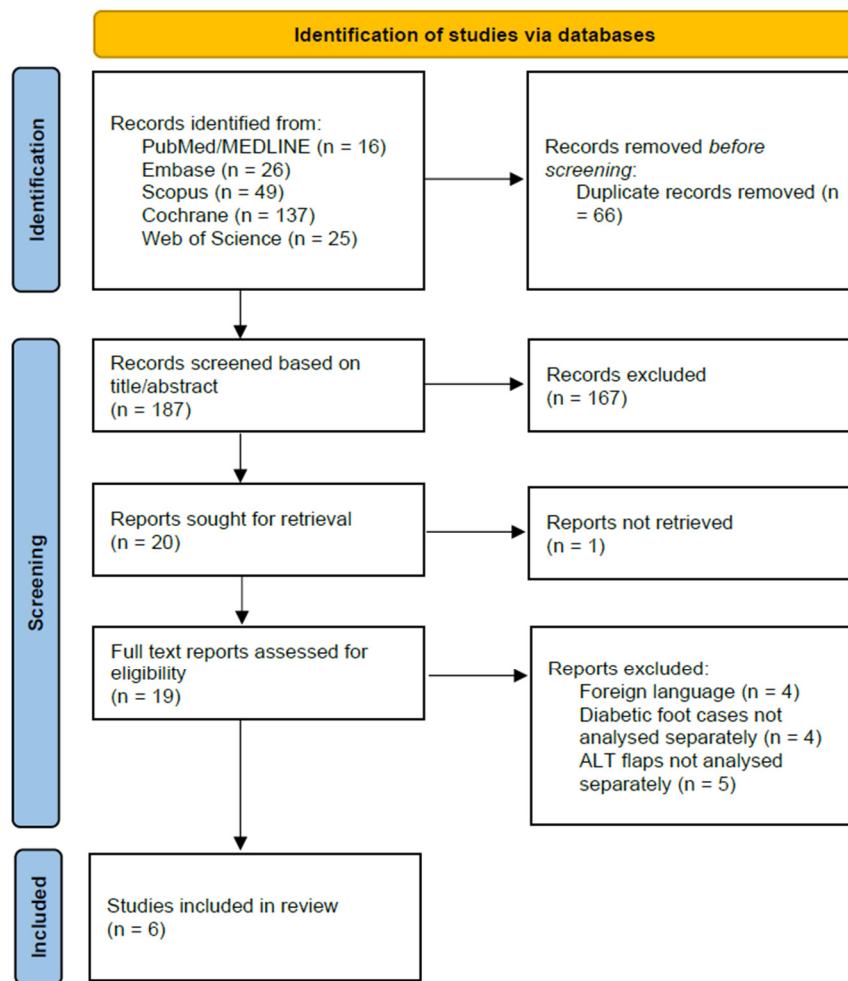 Identification of studies via databases
Identification
Records identified from:
PubMed/MEDLINE (n = 16)
Embase (n = 26)
Scopus (n = 49)
Cochrane (n = 137)
Web of Science (n = 25)
Records removed before
screening:
Duplicate records removed (n
= 66)
Screening
Records screened based on
title/abstract
(n = 187)
Records excluded
(n = 167)
Reports sought for retrieval
(n = 20)
Reports not retrieved
(n = 1)
Full text reports assessed for
eligibility
(n = 19)
Reports excluded:
Foreign language (n = 4)
Diabetic foot cases not
analysed separately (n = 4)
ALT flaps not analysed
separately (n = 5)
Included
Studies included in review
(n = 6)